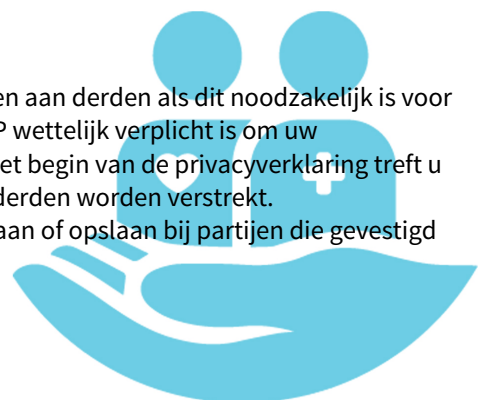 en aan derden als dit noodzakelijk is voor
P wettelijk verplicht is om uw
et begin van de privacyverklaring treft u
derden worden verstrekt.
aan of opslaan bij partijen die gevestigd